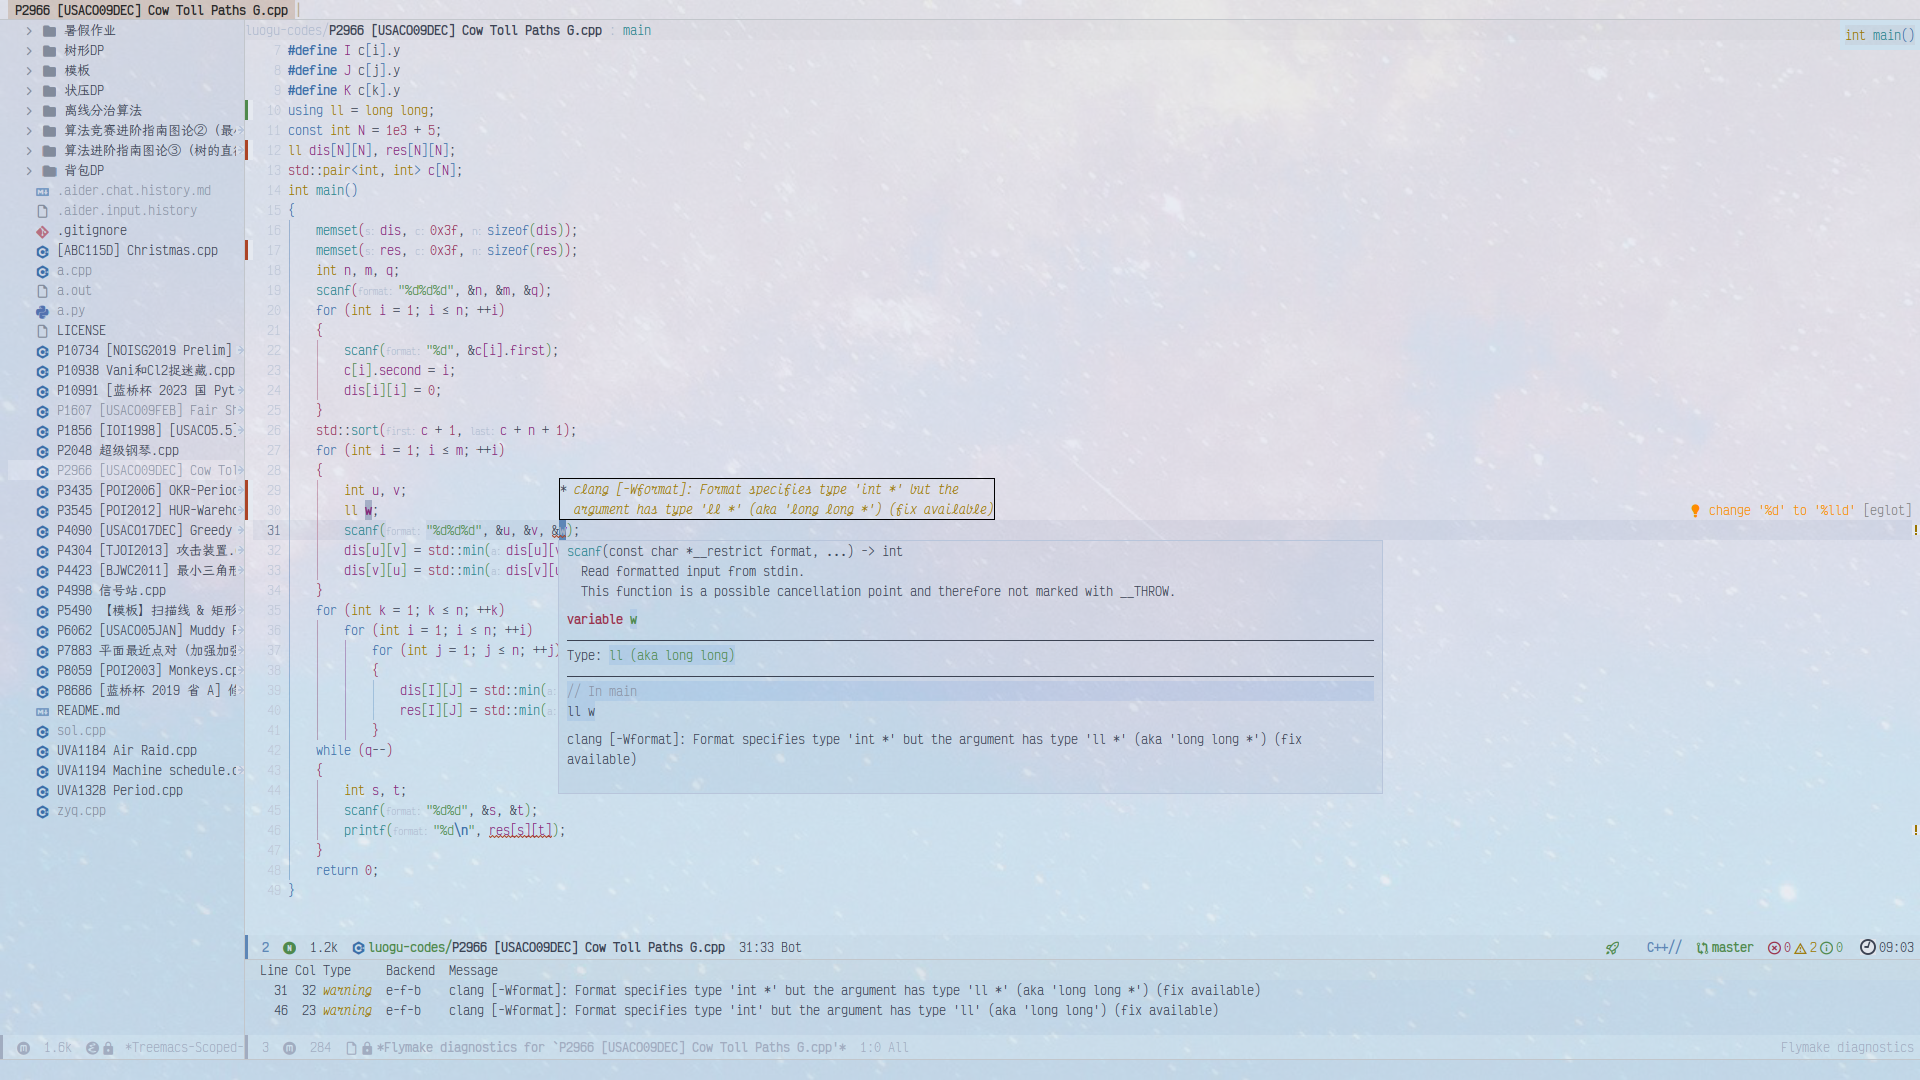 P2966 [USACO09DEC] Cow Toll Paths G.cpp
暑假作业
树形DP
模板
状压DP
离线分治算法
算法竞赛进阶指南图论②（最
算法进阶指南图论③（树的直
背包DP
.aider.chat.history.md
.aider.input.history
.gitignore
[ABC115D] Christmas.cpp
a.cpp
a.out
a.py
LICENSE
P10734 [NOISG2019 Prelim]
P10938 Vani和Cl2捉迷藏.cpp
P10991 [蓝桥杯 2023 国 Pyt
P1607 [USACO09FEB] Fair Sh
P1856 [IOI1998] [USACO5.5]
P2048 超级钢琴.cpp
P2966 [USACO09DEC] Cow Tol
P3435 [POI2006] OKR-Period
P3545 [POI2012] HUR-Wareho
P4090 [USACO17DEC] Greedy
P4304 [TJOI2013] 攻击装置.
P4423 [BJWC2011] 最小三角形
P4998 信号站.cpp
P5490 【模板】扫描线 & 矩形
P6062 [USACO05JAN] Muddy F
P7883 平面最近点对（加强加强
P8059 [POI2003] Monkeys.cp
P8686 [蓝桥杯 2019 省 A] 修
README.md
sol.cpp
UVA1184 Air Raid.cpp
UVA1194 Machine schedule.c
UVA1328 Period.cpp
zyq.cpp
luogu-codes/P2966 [USACO09DEC] Cow Toll Paths G.cpp : main
int main()
7 #define I c[i].y
8 #define J c[j].y
9 #define K c[k].y
10 using ll = long long;
11 const int N = 1e3 + 5;
12 ll dis[N][N], res[N][N];
13 std::pair<int, int> c[N];
14 int main()
15 {
16 memset(s: dis, c: 0x3f, n: sizeof(dis));
17 memset(s: res, c: 0x3f, n: sizeof(res));
18 int n, m, q;
19 scanf(format: "%d%d%d", &n, &m, &q);
20 for (int i = 1; i ≤ n; ++i)
21 {
22 scanf(format: "%d", &c[i].first);
23 c[i].second = i;
24 dis[i][i] = 0;
25 }
26 std::sort(first: c + 1, last: c + n + 1);
27 for (int i = 1; i ≤ m; ++i)
28 {
29 int u, v;
30 ll w;
31 scanf(format: "%d%d%d", &u, &v, &w);
32 dis[u][v] = std::min(a: dis[u][v
33 dis[v][u] = std::min(a: dis[v][u
34 }
35 for (int k = 1; k ≤ n; ++k)
36 for (int i = 1; i ≤ n; ++i)
37 for (int j = 1; j ≤ n; ++j)
38 {
39 dis[I][J] = std::min(a:
40 res[I][J] = std::min(a:
41 }
42 while (q--)
43 {
44 int s, t;
45 scanf(format: "%d%d", &s, &t);
46 printf(format: "%d\n", res[s][t]);
47 }
48 return 0;
49 }
* clang [-Wformat]: Format specifies type 'int *' but the
argument has type 'll *' (aka 'long long *') (fix available)
change '%d' to '%lld' [eglot]
scanf(const char *__restrict format, ...) -> int
Read formatted input from stdin.
This function is a possible cancellation point and therefore not marked with __THROW.
variable w
Type: ll (aka long long)
// In main
ll w
clang [-Wformat]: Format specifies type 'int *' but the argument has type 'll *' (aka 'long long *') (fix
available)
2 N 1.2k luogu-codes/P2966 [USACO09DEC] Cow Toll Paths G.cpp 31:33 Bot C++// master 0 2 0 09:03
Line Col Type Backend Message
31 32 warning e-f-b clang [-Wformat]: Format specifies type 'int *' but the argument has type 'll *' (aka 'long long *') (fix available)
46 23 warning e-f-b clang [-Wformat]: Format specifies type 'int' but the argument has type 'll' (aka 'long long') (fix available)
1.6k *Treemacs-Scoped- 3 284 *Flymake diagnostics for `P2966 [USACO09DEC] Cow Toll Paths G.cpp'* 1:0 All Flymake diagnostics